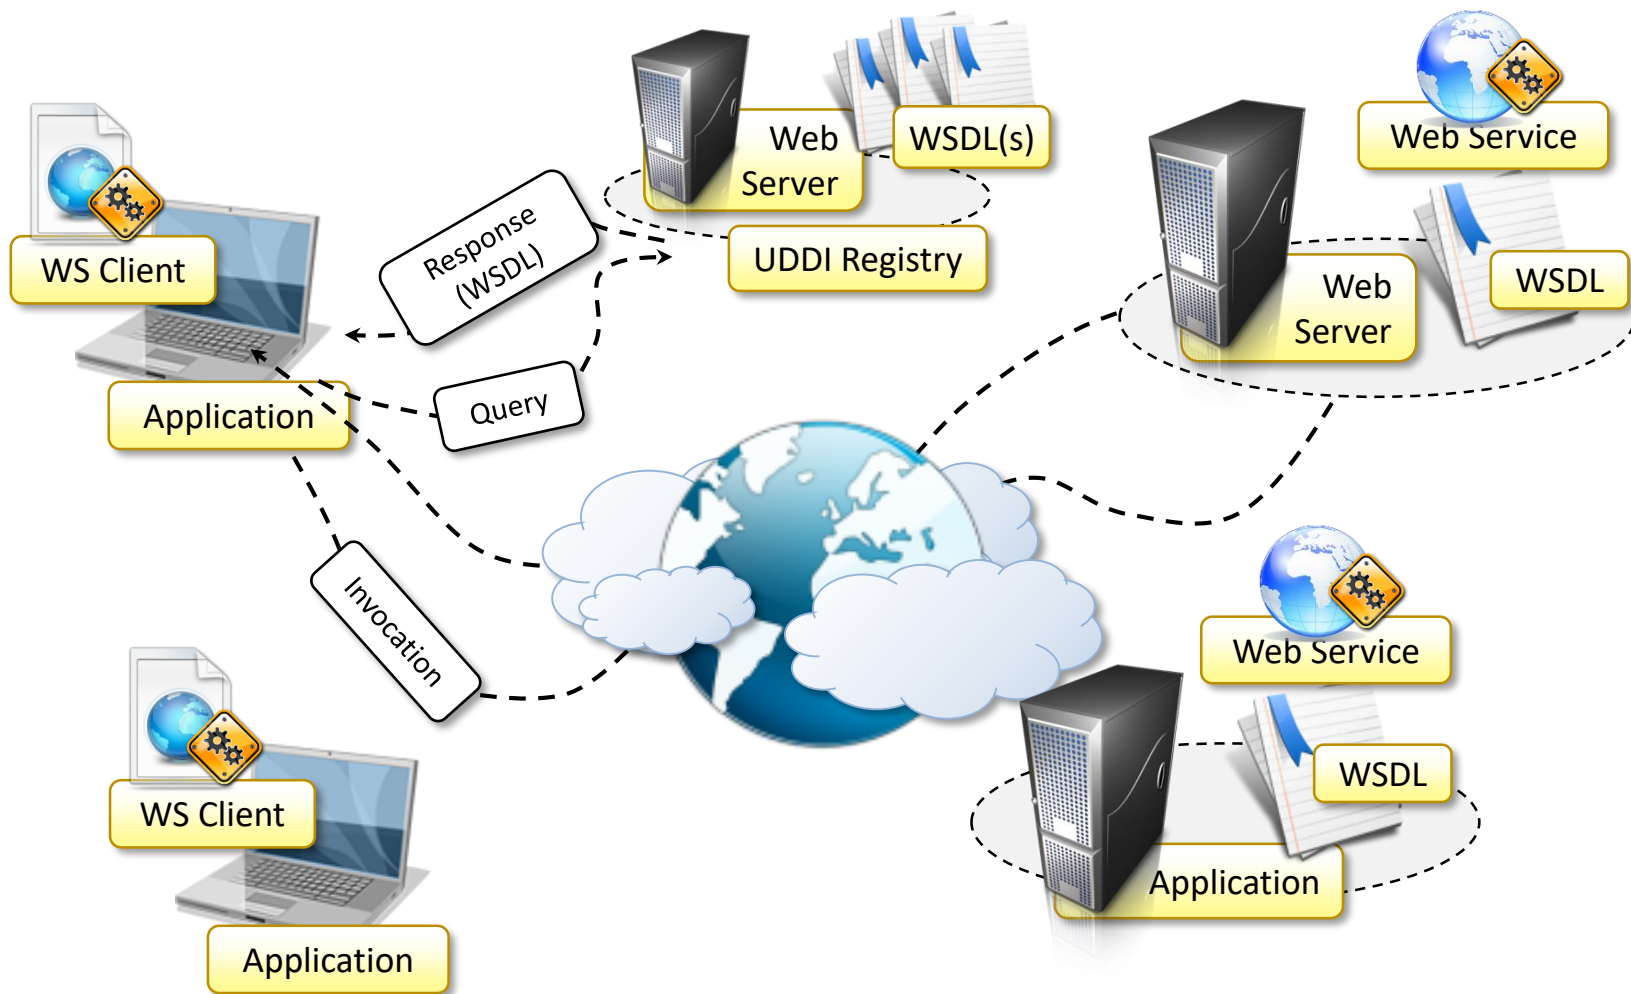 Web
Server
WSDL(s)
UDDI Registry
Web Service
WSDL
Web
Server
WS Client
Application
Response
(WSDL)
Query
Invocation
Web Service
WSDL
Application
WS Client
Application